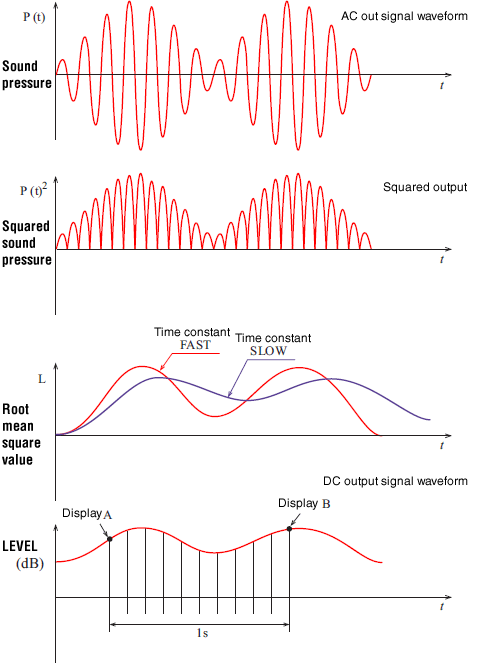 P (t)
AC out signal waveform
Sound
pressure
t
P (t)2
Squared output
Squared
sound
pressure
t
Time constant
FAST
Time constant
SLOW
L
Root
mean
square
value
t
DC output signal waveform
Display A
Display B
LEVEL
(dB)
t
1s